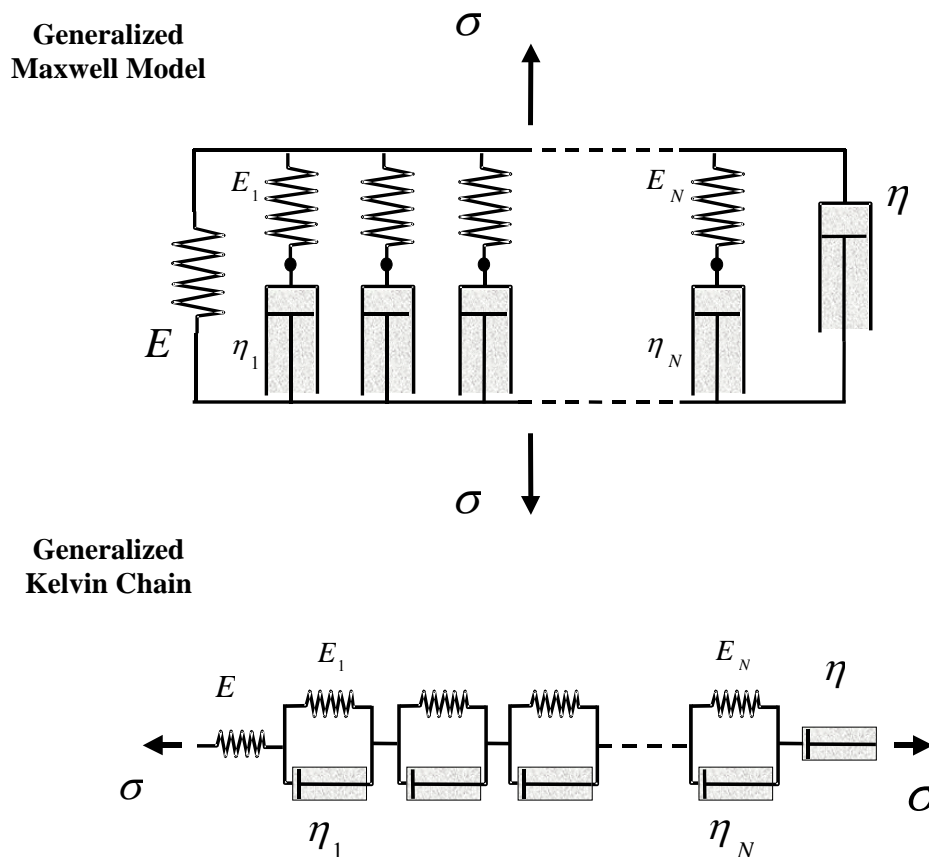 Generalized
Maxwell Model
σ
E₁
E_N
η
E
η₁
η_N
σ
Generalized
Kelvin Chain
E₁
E_N
η
E
σ
σ
η₁
η_N